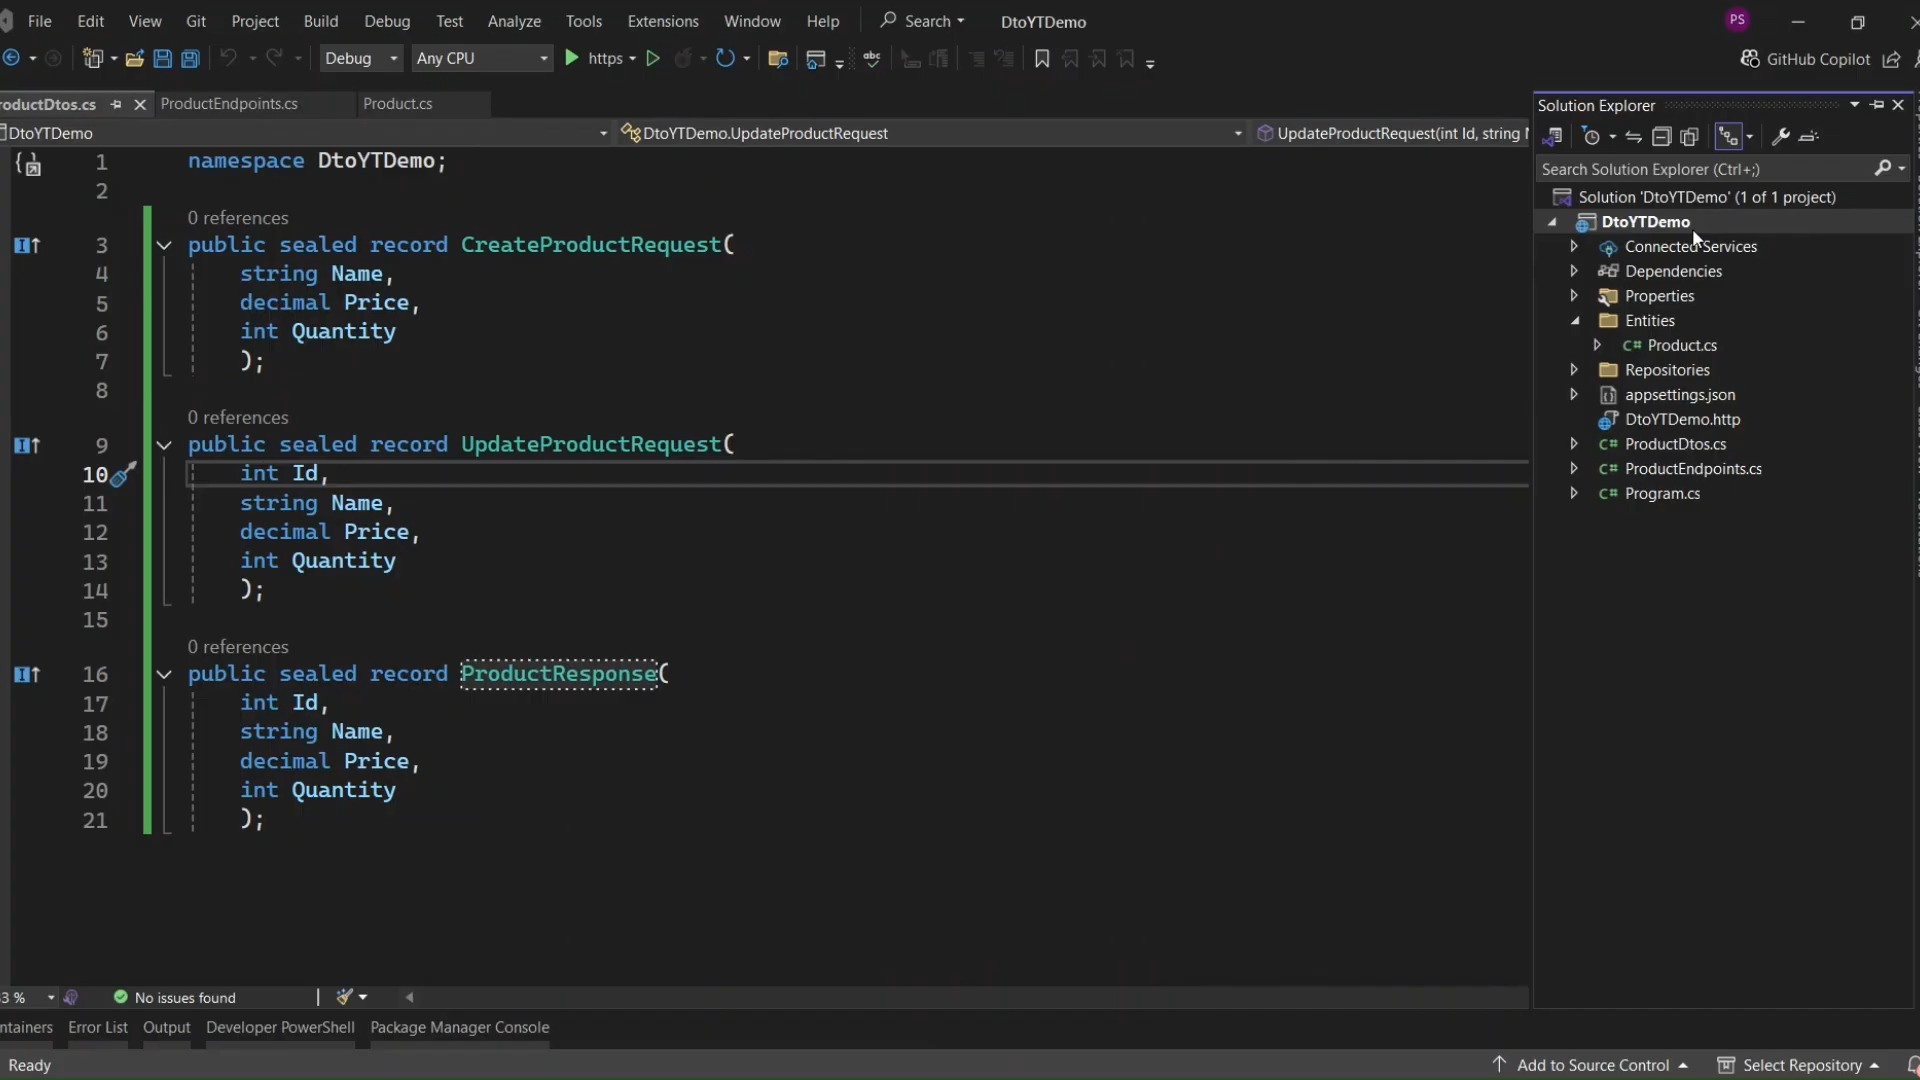 File Edit View Git Project Build Debug Test Analyze Tools Extensions Window Help Search DtoYTDemo PS
Debug Any CPU https GitHub Copilot
roductDtos.cs ProductEndpoints.cs Product.cs
DtoYTDemo DtoYTDemo.UpdateProductRequest UpdateProductRequest(int Id, string N
1 namespace DtoYTDemo;
2
0 references
3 public sealed record CreateProductRequest(
4 string Name,
5 decimal Price,
6 int Quantity
7 );
8
0 references
9 public sealed record UpdateProductRequest(
10 int Id,
11 string Name,
12 decimal Price,
13 int Quantity
14 );
15
0 references
16 public sealed record ProductResponse(
17 int Id,
18 string Name,
19 decimal Price,
20 int Quantity
21 );
Solution Explorer
Search Solution Explorer (Ctrl+;)
Solution 'DtoYTDemo' (1 of 1 project)
DtoYTDemo
Connected Services
Dependencies
Properties
Entities
C# Product.cs
Repositories
appsettings.json
DtoYTDemo.http
C# ProductDtos.cs
C# ProductEndpoints.cs
C# Program.cs
3 % No issues found
ntainers Error List Output Developer PowerShell Package Manager Console
Ready Add to Source Control Select Repository